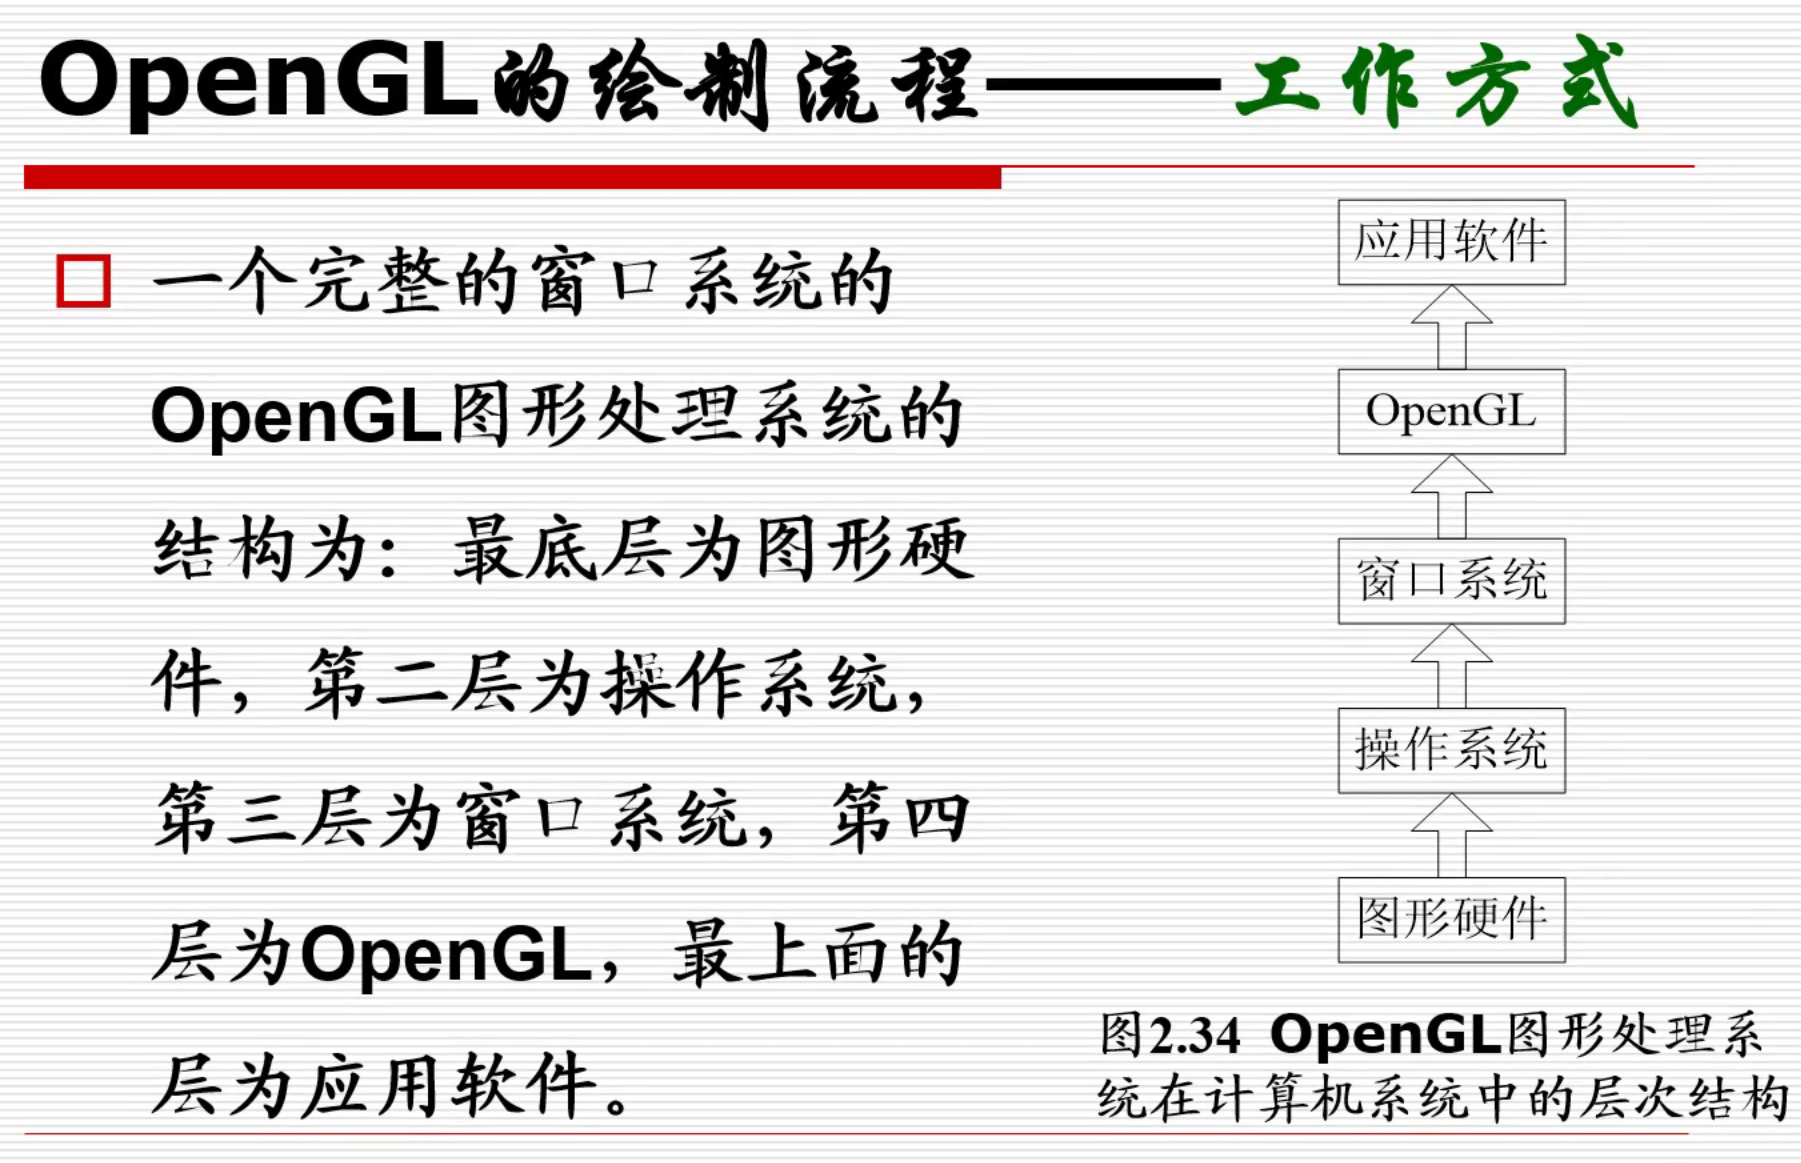 OpenGL的绘制流程——工作方式
一个完整的窗口系统的
OpenGL图形处理系统的
结构为：最底层为图形硬
件，第二层为操作系统，
第三层为窗口系统，第四
层为OpenGL，最上面的
层为应用软件。
应用软件
OpenGL
窗口系统
操作系统
图形硬件
图2.34 OpenGL图形处理系
统在计算机系统中的层次结构